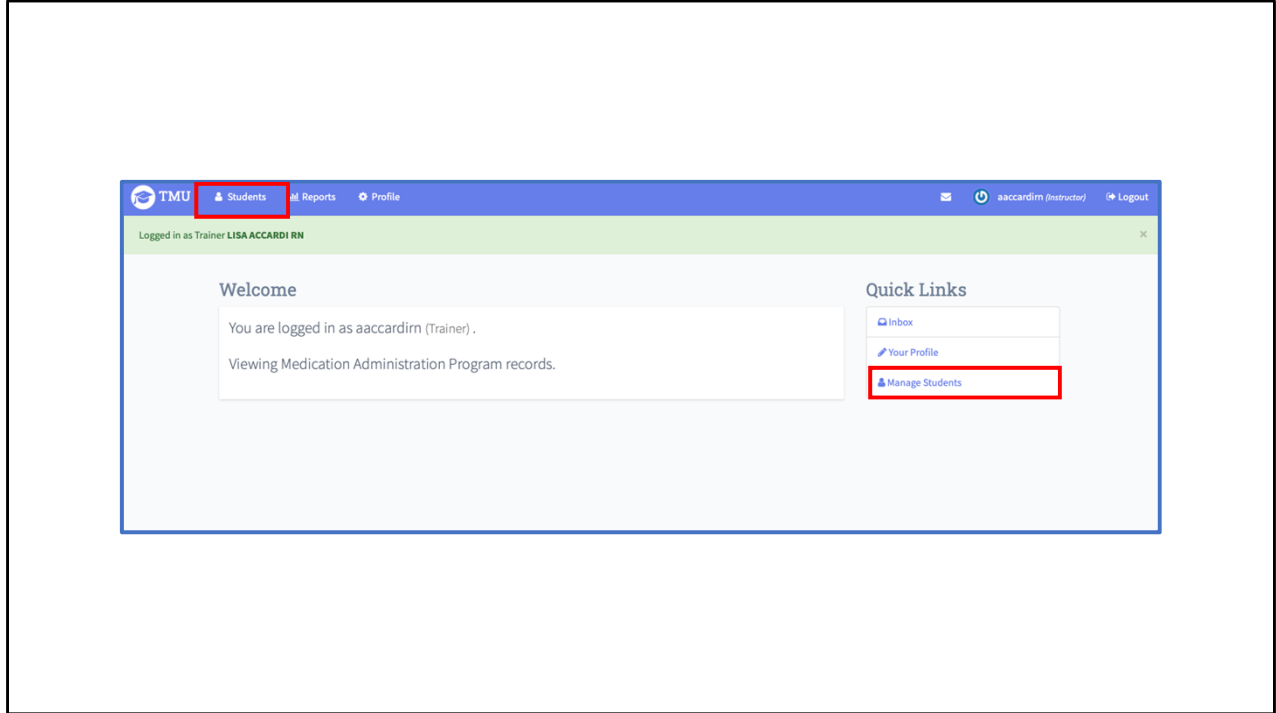 TMU Students Reports Profile aaccardirn (Instructor) Logout
Logged in as Trainer LISA ACCARDI RN ×
Welcome
You are logged in as aaccardirn (Trainer) .
Viewing Medication Administration Program records.
Quick Links
Inbox
Your Profile
Manage Students